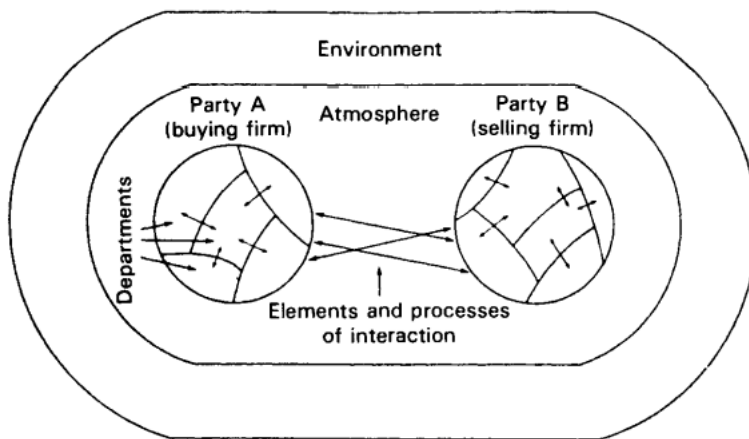 Environment
Party A
(buying firm)
Atmosphere
Party B
(selling firm)
Departments
Elements and processes
of interaction